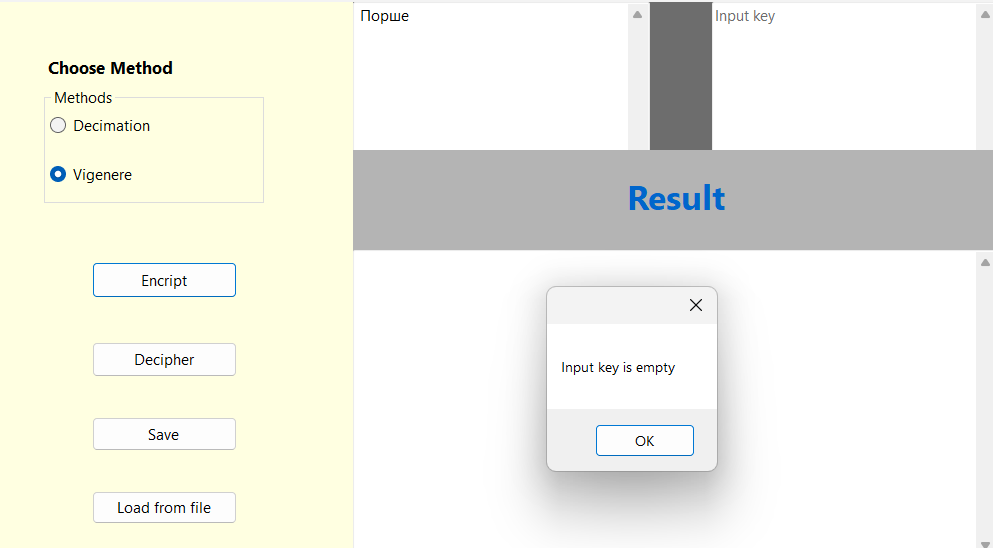 Choose Method
Methods
Decimation
Vigenere
Encript
Decipher
Save
Load from file
Порше
Input key
Result
Input key is empty
OK